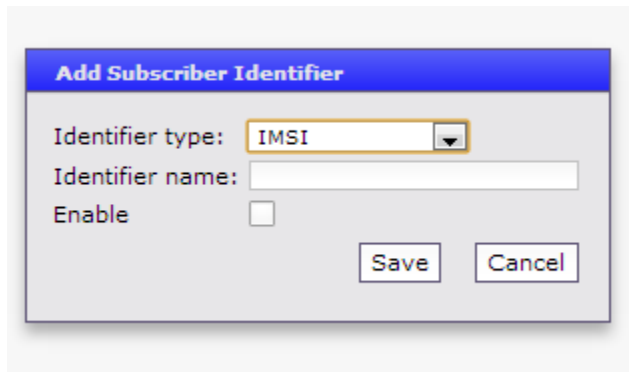 Add Subscriber Identifier
Identifier type: IMSI
Identifier name:
Enable
Save Cancel